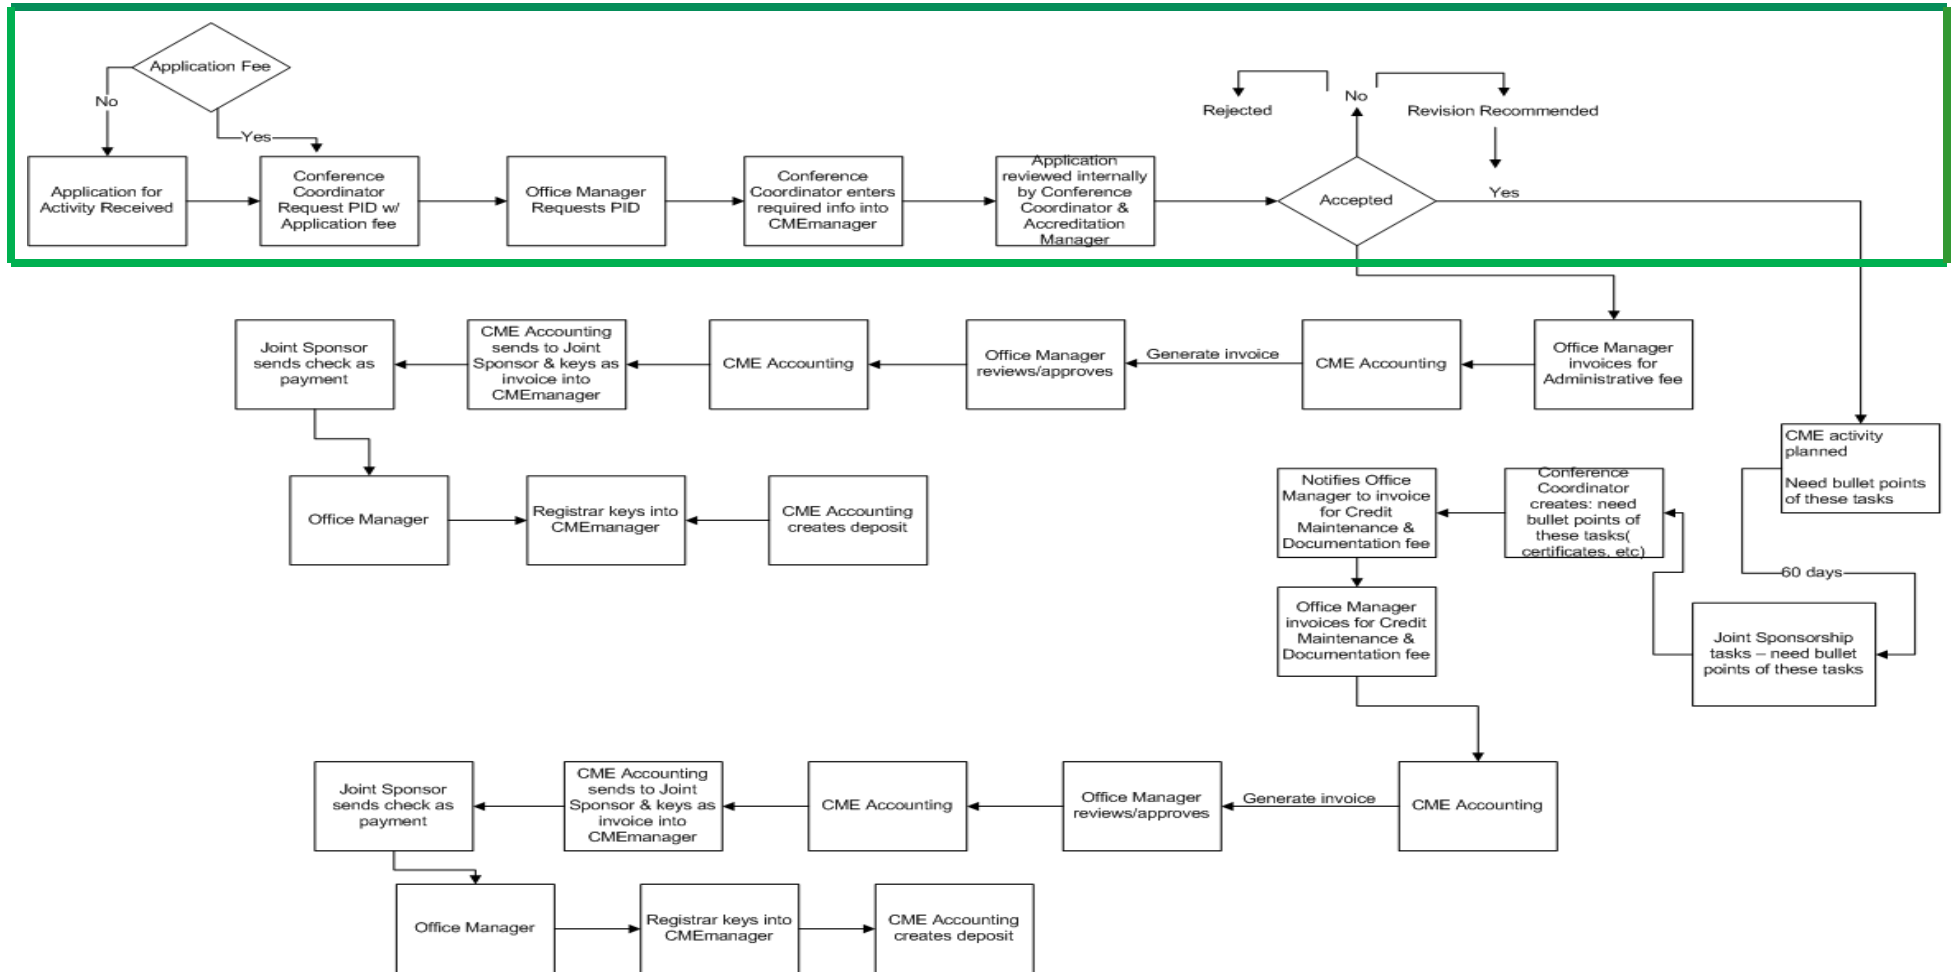 Application Fee
No
Yes
Application for
Activity Received
Conference
Coordinator
Request PID w/
Application fee
Office Manager
Requests PID
Conference
Coordinator enters
required info into
CMEmanager
Application
reviewed internally
by Conference
Coordinator &
Accreditation
Manager
Accepted
No
Rejected
Revision Recommended
Yes
Office Manager
invoices for
Administrative fee
CME Accounting
Generate invoice
Office Manager
reviews/approves
CME Accounting
CME Accounting
sends to Joint
Sponsor & keys as
invoice into
CMEmanager
Joint Sponsor
sends check as
payment
Office Manager
Registrar keys into
CMEmanager
CME Accounting
creates deposit
CME activity
planned
Need bullet points
of these tasks
60 days
Joint Sponsorship
tasks – need bullet
points of these tasks
Conference
Coordinator
creates: need
bullet points of
these tasks(
certificates, etc)
Notifies Office
Manager to invoice
for Credit
Maintenance &
Documentation fee
Office Manager
invoices for Credit
Maintenance &
Documentation fee
CME Accounting
Generate invoice
Office Manager
reviews/approves
CME Accounting
CME Accounting
sends to Joint
Sponsor & keys as
invoice into
CMEmanager
Joint Sponsor
sends check as
payment
Office Manager
Registrar keys into
CMEmanager
CME Accounting
creates deposit